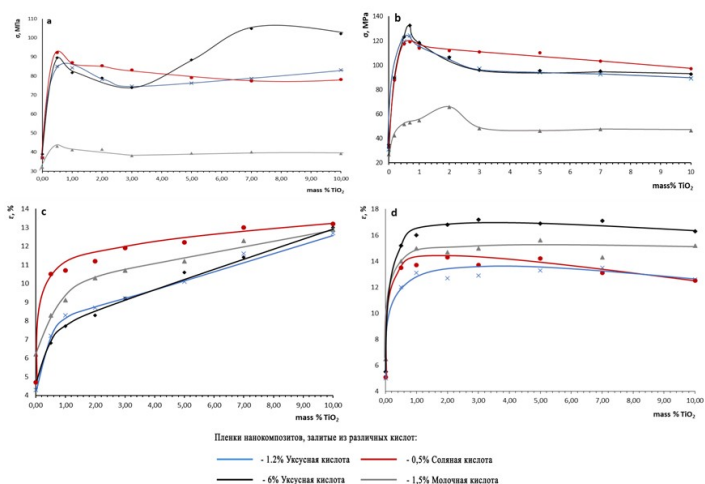 a
σ, MPa
110
100
90
80
70
60
50
40
30
0,00 1,00 2,00 3,00 4,00 5,00 6,00 7,00 8,00 9,00 10,00
mass % TiO2
b
σ, MPa
140
120
100
80
60
40
20
0 1 2 3 4 5 6 7 8 9 10
mass% TiO2
c
ε, %
14
13
12
11
10
9
8
7
6
5
4
0,00 1,00 2,00 3,00 4,00 5,00 6,00 7,00 8,00 9,00 10,00
mass % TiO2
d
ε, %
18
16
14
12
10
8
6
4
0,00 1,00 2,00 3,00 4,00 5,00 6,00 7,00 8,00 9,00 10,00
mass % TiO2
Пленки нанокомпозитов, залитые из различных кислот:
- 1.2% Уксусная кислота
- 0,5% Соляная кислота
- 6% Уксусная кислота
- 1.5% Молочная кислота